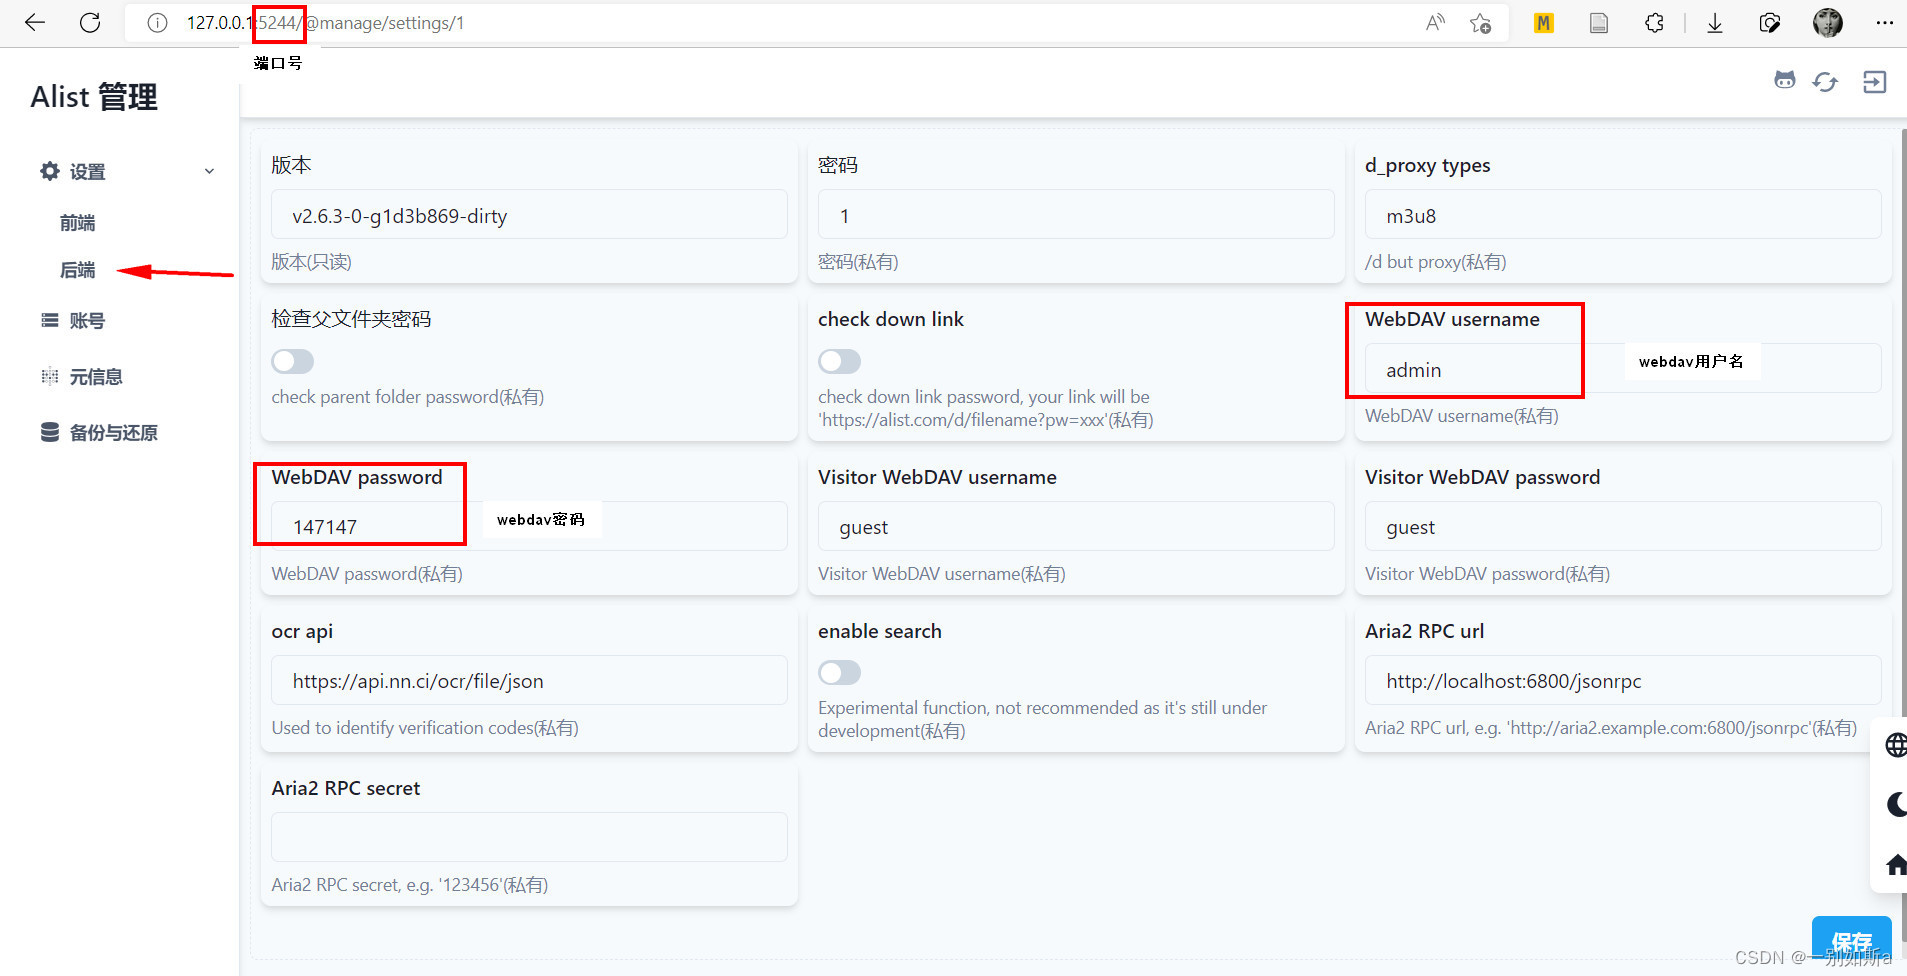 127.0.0.1:5244/@manage/settings/1
端口号
Alist 管理
设置
前端
后端
账号
元信息
备份与还原
版本
v2.6.3-0-g1d3b869-dirty
版本(只读)
密码
1
密码(私有)
d_proxy types
m3u8
/d but proxy(私有)
检查父文件夹密码
check parent folder password(私有)
check down link
check down link password, your link will be
'https://alist.com/d/filename?pw=xxx'(私有)
WebDAV username
admin
webdav用户名
WebDAV username(私有)
WebDAV password
147147
webdav密码
WebDAV password(私有)
Visitor WebDAV username
guest
Visitor WebDAV username(私有)
Visitor WebDAV password
guest
Visitor WebDAV password(私有)
ocr api
https://api.nn.ci/ocr/file/json
Used to identify verification codes(私有)
enable search
Experimental function, not recommended as it's still under
development(私有)
Aria2 RPC url
http://localhost:6800/jsonrpc
Aria2 RPC url, e.g. 'http://aria2.example.com:6800/jsonrpc'(私有)
Aria2 RPC secret
Aria2 RPC secret, e.g. '123456'(私有)
保存
CSDN @一别如斯a